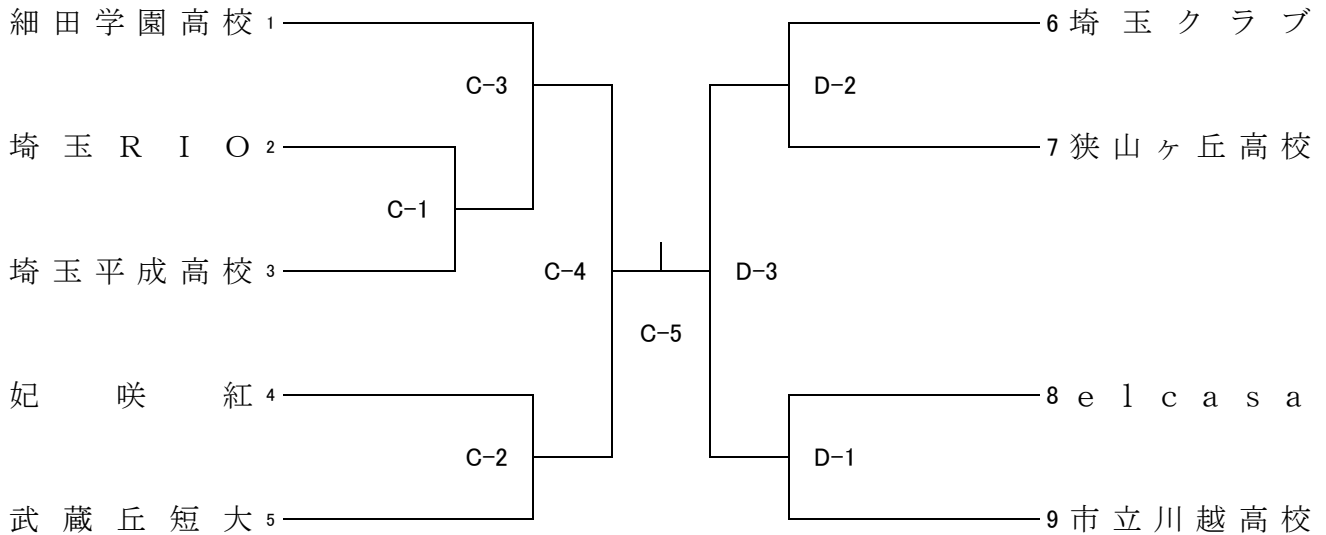 細田学園高校 1
C-3
埼玉ＲＩＯ 2
C-1
埼玉平成高校 3
C-4
妃咲紅 4
C-2
武蔵丘短大 5
C-5
6 埼玉クラブ
D-2
7 狭山ヶ丘高校
D-3
8 ｅｌｃａｓａ
D-1
9 市立川越高校